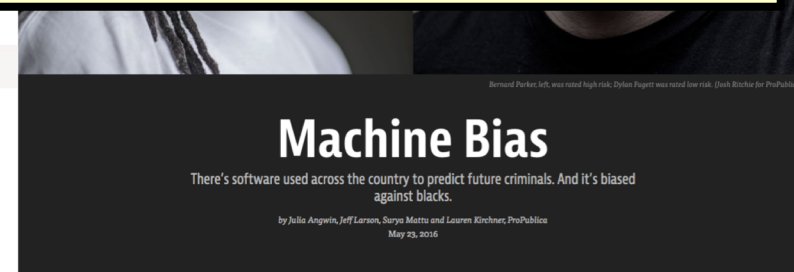 Bernard Parker, left, was rated high risk; Dylan Fugett was rated low risk. (Josh Ritchie for ProPublic
Machine Bias
There's software used across the country to predict future criminals. And it's biased
against blacks.
by Julia Angwin, Jeff Larson, Surya Mattu and Lauren Kirchner, ProPublica
May 23, 2016